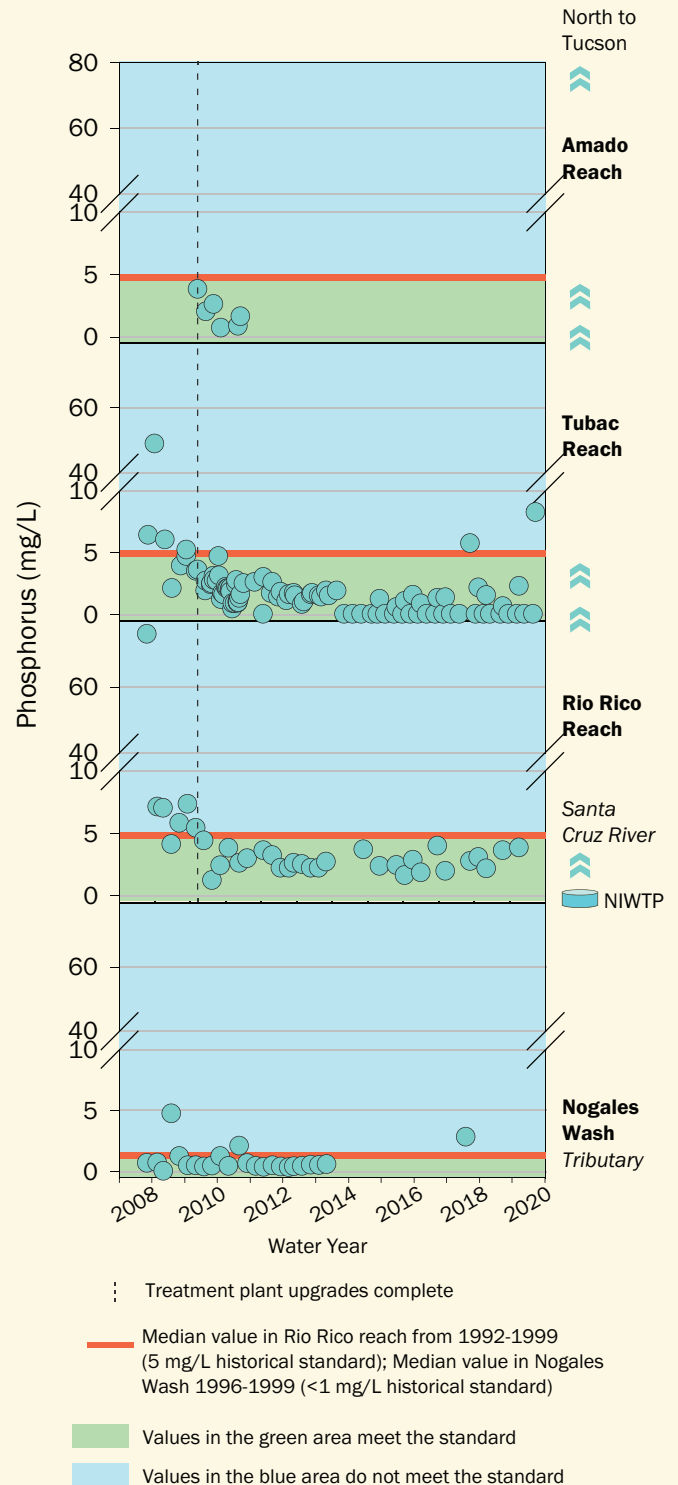 North to
Tucson
80
60
Amado
Reach
40
10
5
0
60
Tubac
Reach
40
10
5
0
Phosphorus (mg/L)
60
Rio Rico
Reach
40
10
Santa
Cruz River
5
0
NIWTP
60
40
10
5
Nogales
Wash
Tributary
0
2008 2010 2012 2014 2016 2018 2020
Water Year
Treatment plant upgrades complete
Median value in Rio Rico reach from 1992-1999
(5 mg/L historical standard); Median value in Nogales
Wash 1996-1999 (<1 mg/L historical standard)
Values in the green area meet the standard
Values in the blue area do not meet the standard